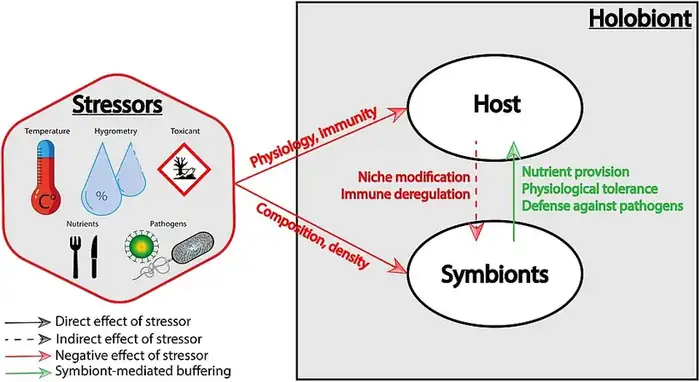 Holobiont
Stressors
Temperature
Hygrometry
Toxicant
C°
%
Nutrients
Pathogens
Physiology, immunity
Composition, density
Host
Niche modification
Immune deregulation
Nutrient provision
Physiological tolerance
Defense against pathogens
Symbionts
Direct effect of stressor
Indirect effect of stressor
Negative effect of stressor
Symbiont-mediated buffering